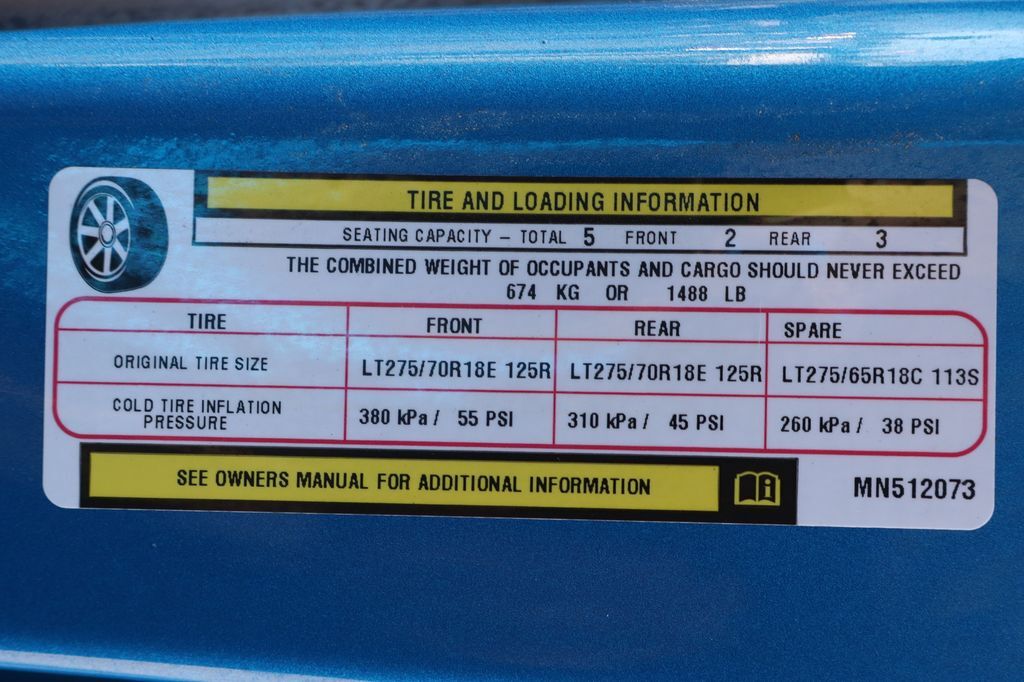 TIRE AND LOADING INFORMATION
SEATING CAPACITY – TOTAL 5 FRONT 2 REAR 3
THE COMBINED WEIGHT OF OCCUPANTS AND CARGO SHOULD NEVER EXCEED
674 KG OR 1488 LB
TIRE FRONT REAR SPARE
ORIGINAL TIRE SIZE LT275/70R18E 125R LT275/70R18E 125R LT275/65R18C 113S
COLD TIRE INFLATION
PRESSURE 380 kPa / 55 PSI 310 kPa / 45 PSI 260 kPa / 38 PSI
SEE OWNERS MANUAL FOR ADDITIONAL INFORMATION
MN512073